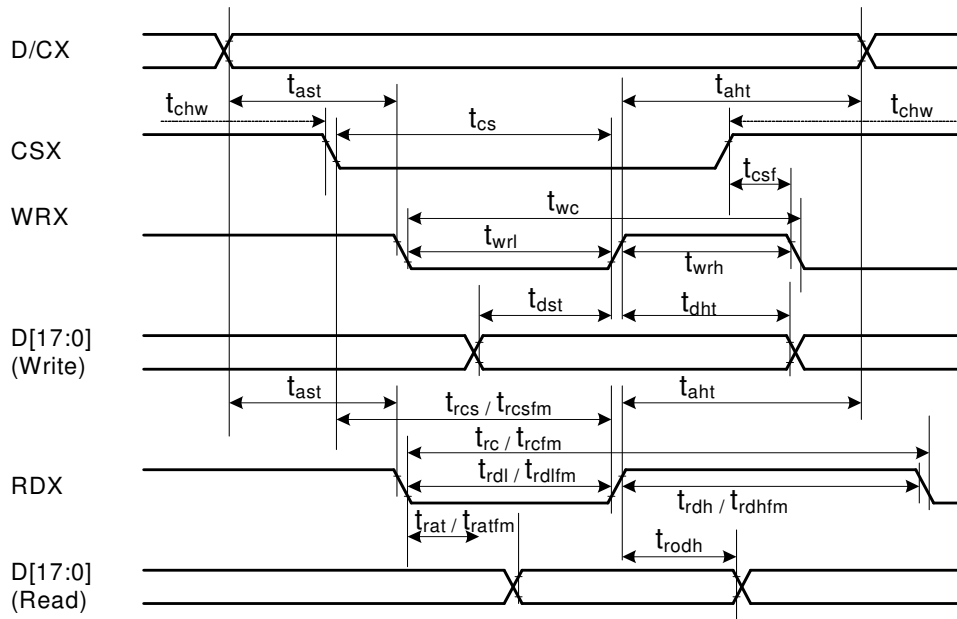 D/CX
t_ast
t_aht
t_chw
t_cs
t_chw
CSX
t_csf
WRX
t_wc
t_wrl
t_wrh
t_dst
t_dht
D[17:0]
(Write)
t_ast
t_aht
t_rcs / t_rcsfm
t_rc / t_rcfm
RDX
t_rdl / t_rdlfm
t_rdh / t_rdhfm
t_rat / t_ratfm
t_rodh
D[17:0]
(Read)